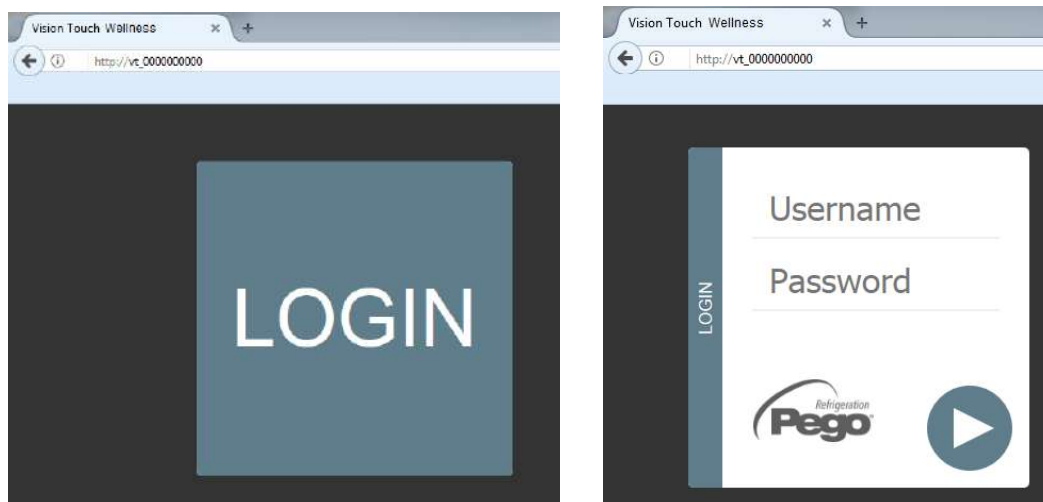 Vision Touch Wellness
http://vt_0000000000
LOGIN
Vision Touch Wellness
http://vt_0000000000
Username
Password
LOGIN
Refrigeration
Pego